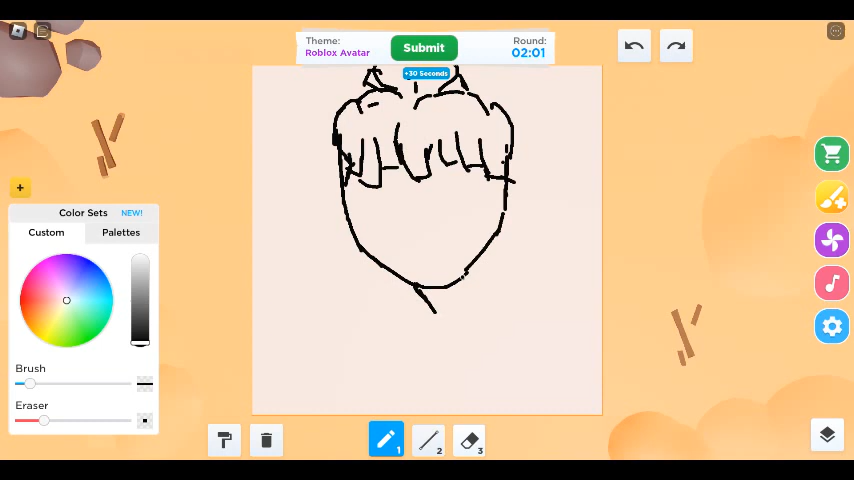 Theme:
Roblox Avatar
Submit
Round:
02:01
+30 Seconds
+
Color Sets NEW!
Custom Palettes
Brush
Eraser
1
2
3